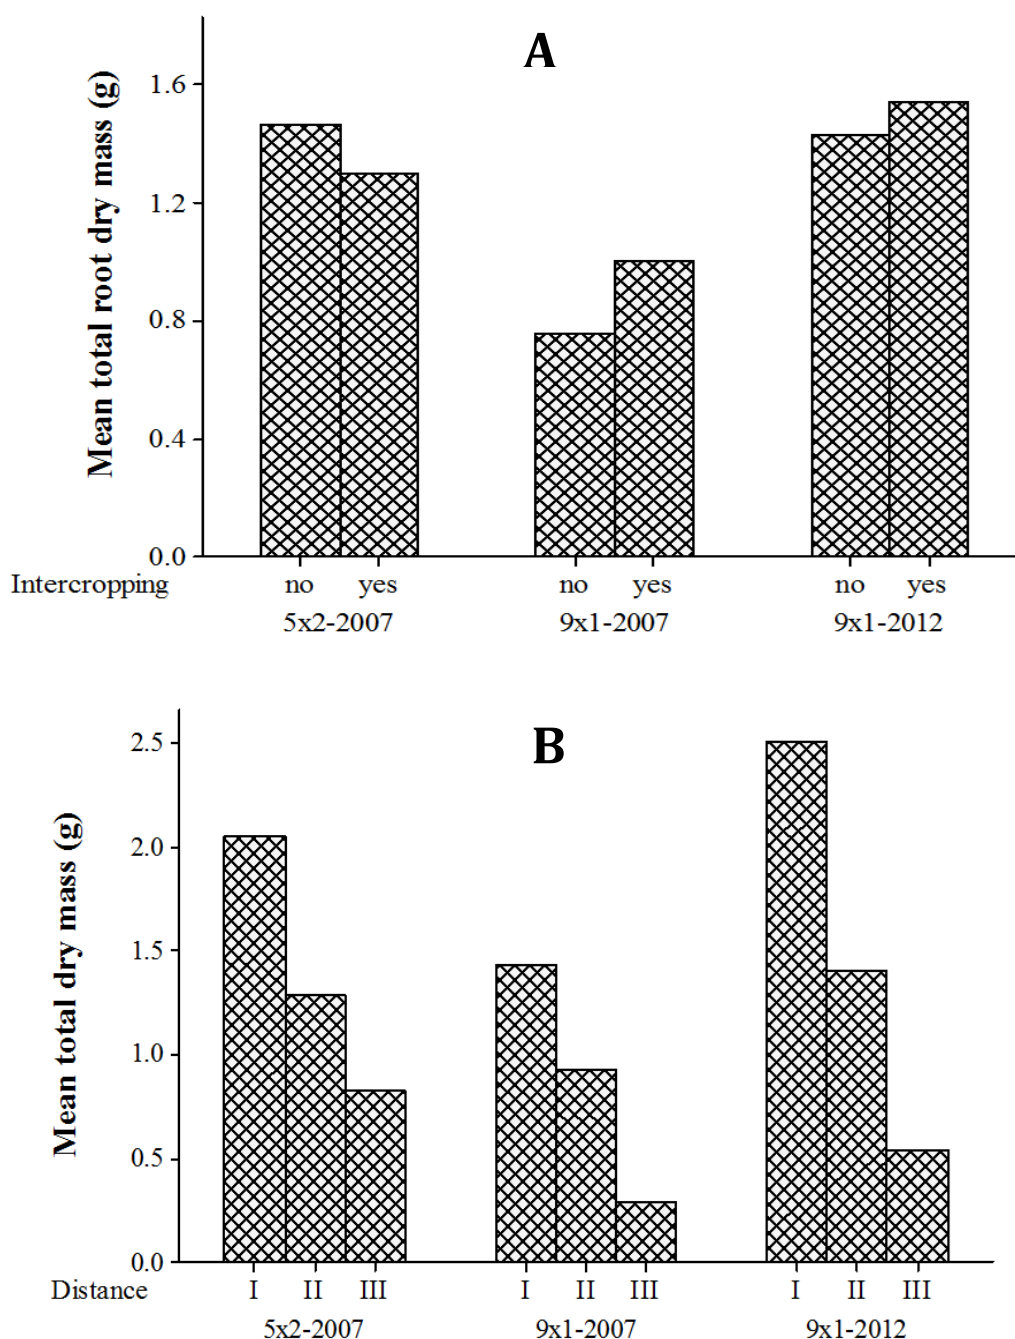 A
Mean total root dry mass (g)
1.6
1.2
0.8
0.4
0.0
Intercropping no yes no yes no yes
5x2-2007 9x1-2007 9x1-2012
B
Mean total dry mass (g)
2.5
2.0
1.5
1.0
0.5
0.0
Distance I II III I II III I II III
5x2-2007 9x1-2007 9x1-2012